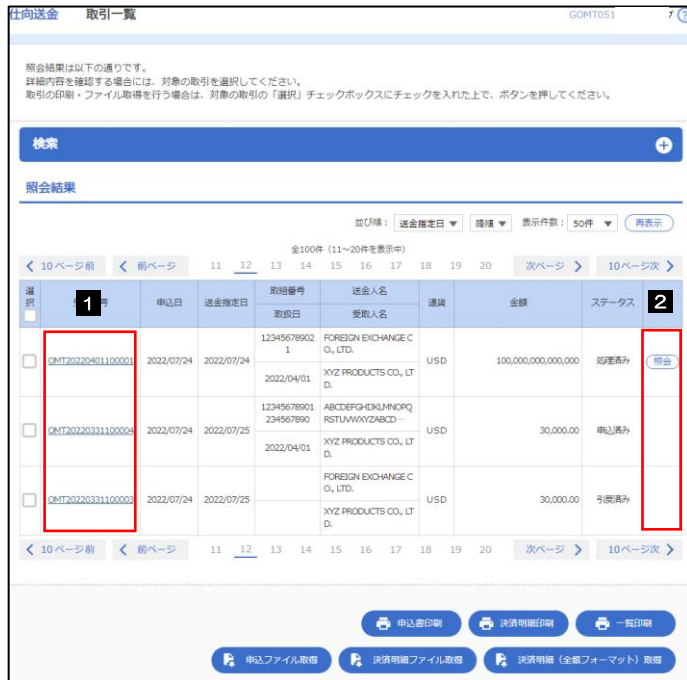 仕向送金 取引一覧 GOMT051
照会結果は以下の通りです。
詳細内容を確認する場合には、対象の取引を選択してください。
取引の印刷・ファイル取得を行う場合は、対象の取引の「選択」チェックボックスにチェックを入れた上で、ボタンを押してください。
検索
照会結果
並び順： 送金指定日 ▼ 降順 ▼ 表示件数： 50件 ▼ 再表示
全100件（11～20件を表示中）
10ページ前 前ページ 11 12 13 14 15 16 17 18 19 20 次ページ 10ページ次
選択 1 号 申込日 送金指定日 取組番号 送金人名 通貨 金額 ステータス 2
取扱日 受取人名
OMT20220401100001 2022/07/24 2022/07/24 12345678902 FOREIGN EXCHANGE C USD 100,000,000,000,000 処理済み 照会
1 O., LTD.
2022/04/01 XYZ PRODUCTS CO., LT
D.
OMT20220331100004 2022/07/24 2022/07/25 12345678901 ABCDEFGHIJKLMNOPQ USD 30,000.00 申込済み
234567890 RSTUVWXYZABCD…
2022/04/01 XYZ PRODUCTS CO., LT
D.
OMT20220331100003 2022/07/24 2022/07/25 FOREIGN EXCHANGE C USD 30,000.00 引戻済み
O., LTD.
XYZ PRODUCTS CO., LT
D.
10ページ前 前ページ 11 12 13 14 15 16 17 18 19 20 次ページ 10ページ次
申込書印刷 決済明細印刷 一覧印刷
申込ファイル取得 決済明細ファイル取得 決済明細（全銀フォーマット）取得